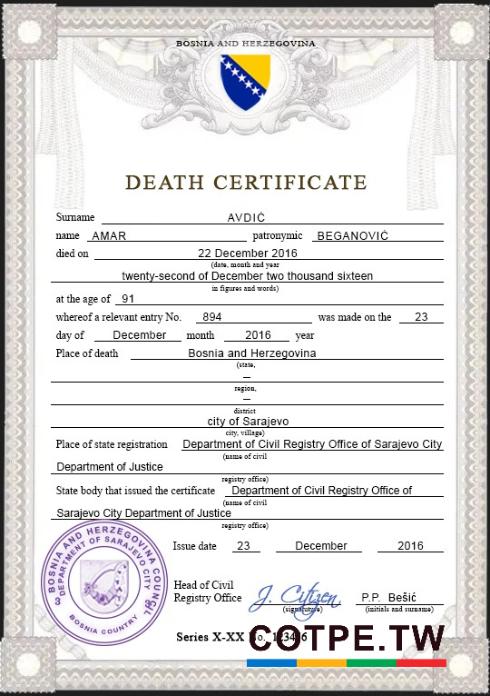 BOSNIA AND HERZEGOVINA
DEATH CERTIFICATE
Surname AVDIĆ
name AMAR patronymic BEGANOVIĆ
died on 22 December 2016
(date, month and year
twenty-second of December two thousand sixteen
in figures and words)
at the age of 91
whereof a relevant entry No. 894 was made on the 23
day of December month 2016 year
Place of death Bosnia and Herzegovina
(state,
—
region,
—
district
city of Sarajevo
city, village)
Place of state registration Department of Civil Registry Office of Sarajevo City
(name of civil
Department of Justice
registry office)
State body that issued the certificate Department of Civil Registry Office of
(name of civil
Sarajevo City Department of Justice
registry office)
BOSNIA AND HERZEGOVINA COUNCIL
DEPARTMENT OF SARAJEVO CITY
BOSNIA COUNTRY
Issue date 23 December 2016
Head of Civil
Registry Office J. Citizen P.P. Bešić
(signature) (initials and surname)
Series X-XX
COTPE.TW